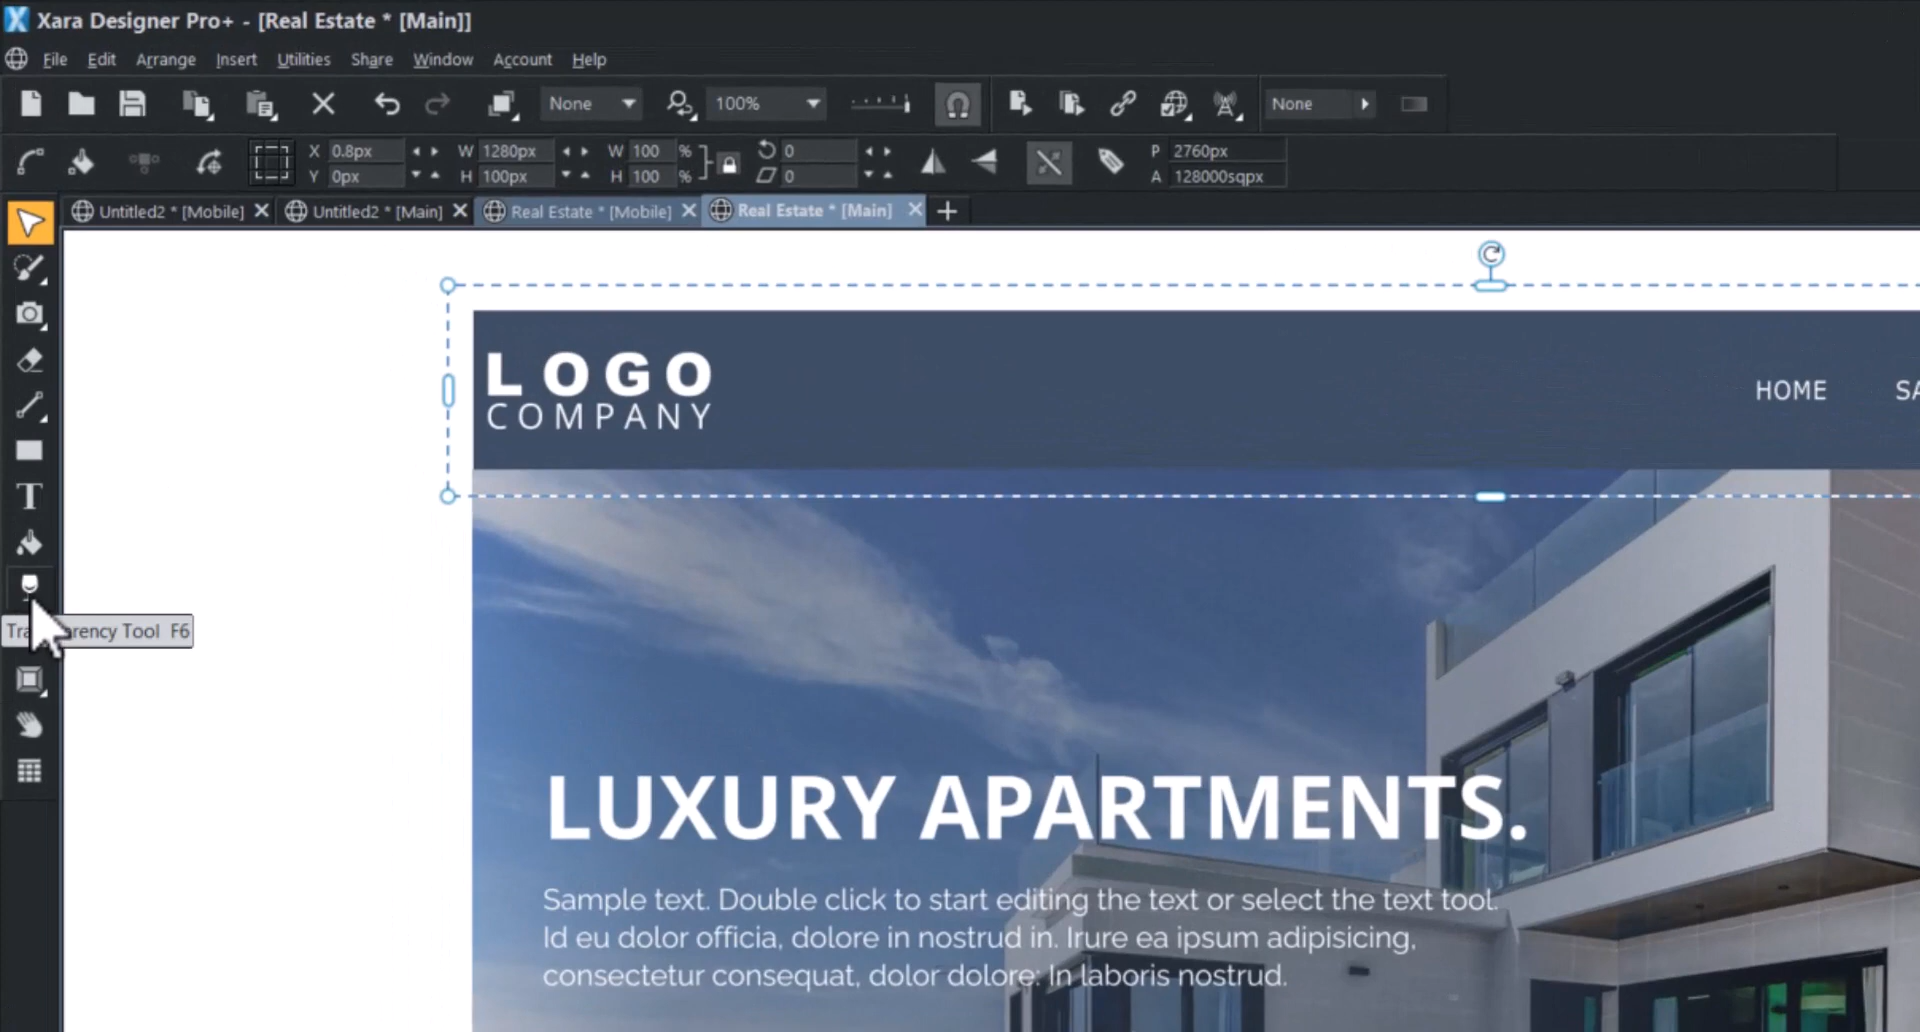 Xara Designer Pro+ - [Real Estate * [Main]]
File Edit Arrange Insert Utilities Share Window Account Help
None 100% None
X 0.8px W 1280px W 100 % 0 P 2760px
Y 0px H 100px H 100 % 0 A 128000sqpx
Untitled2 * [Mobile] Untitled2 * [Main] Real Estate * [Mobile] Real Estate * [Main]
LOGO
COMPANY
HOME
T
Tool F6
LUXURY APARTMENTS.
Sample text. Double click to start editing the text or select the text tool.
Id eu dolor officia, dolore in nostrud in. Irure ea ipsum adipisicing,
consectetur consequat, dolor dolore: In laboris nostrud.